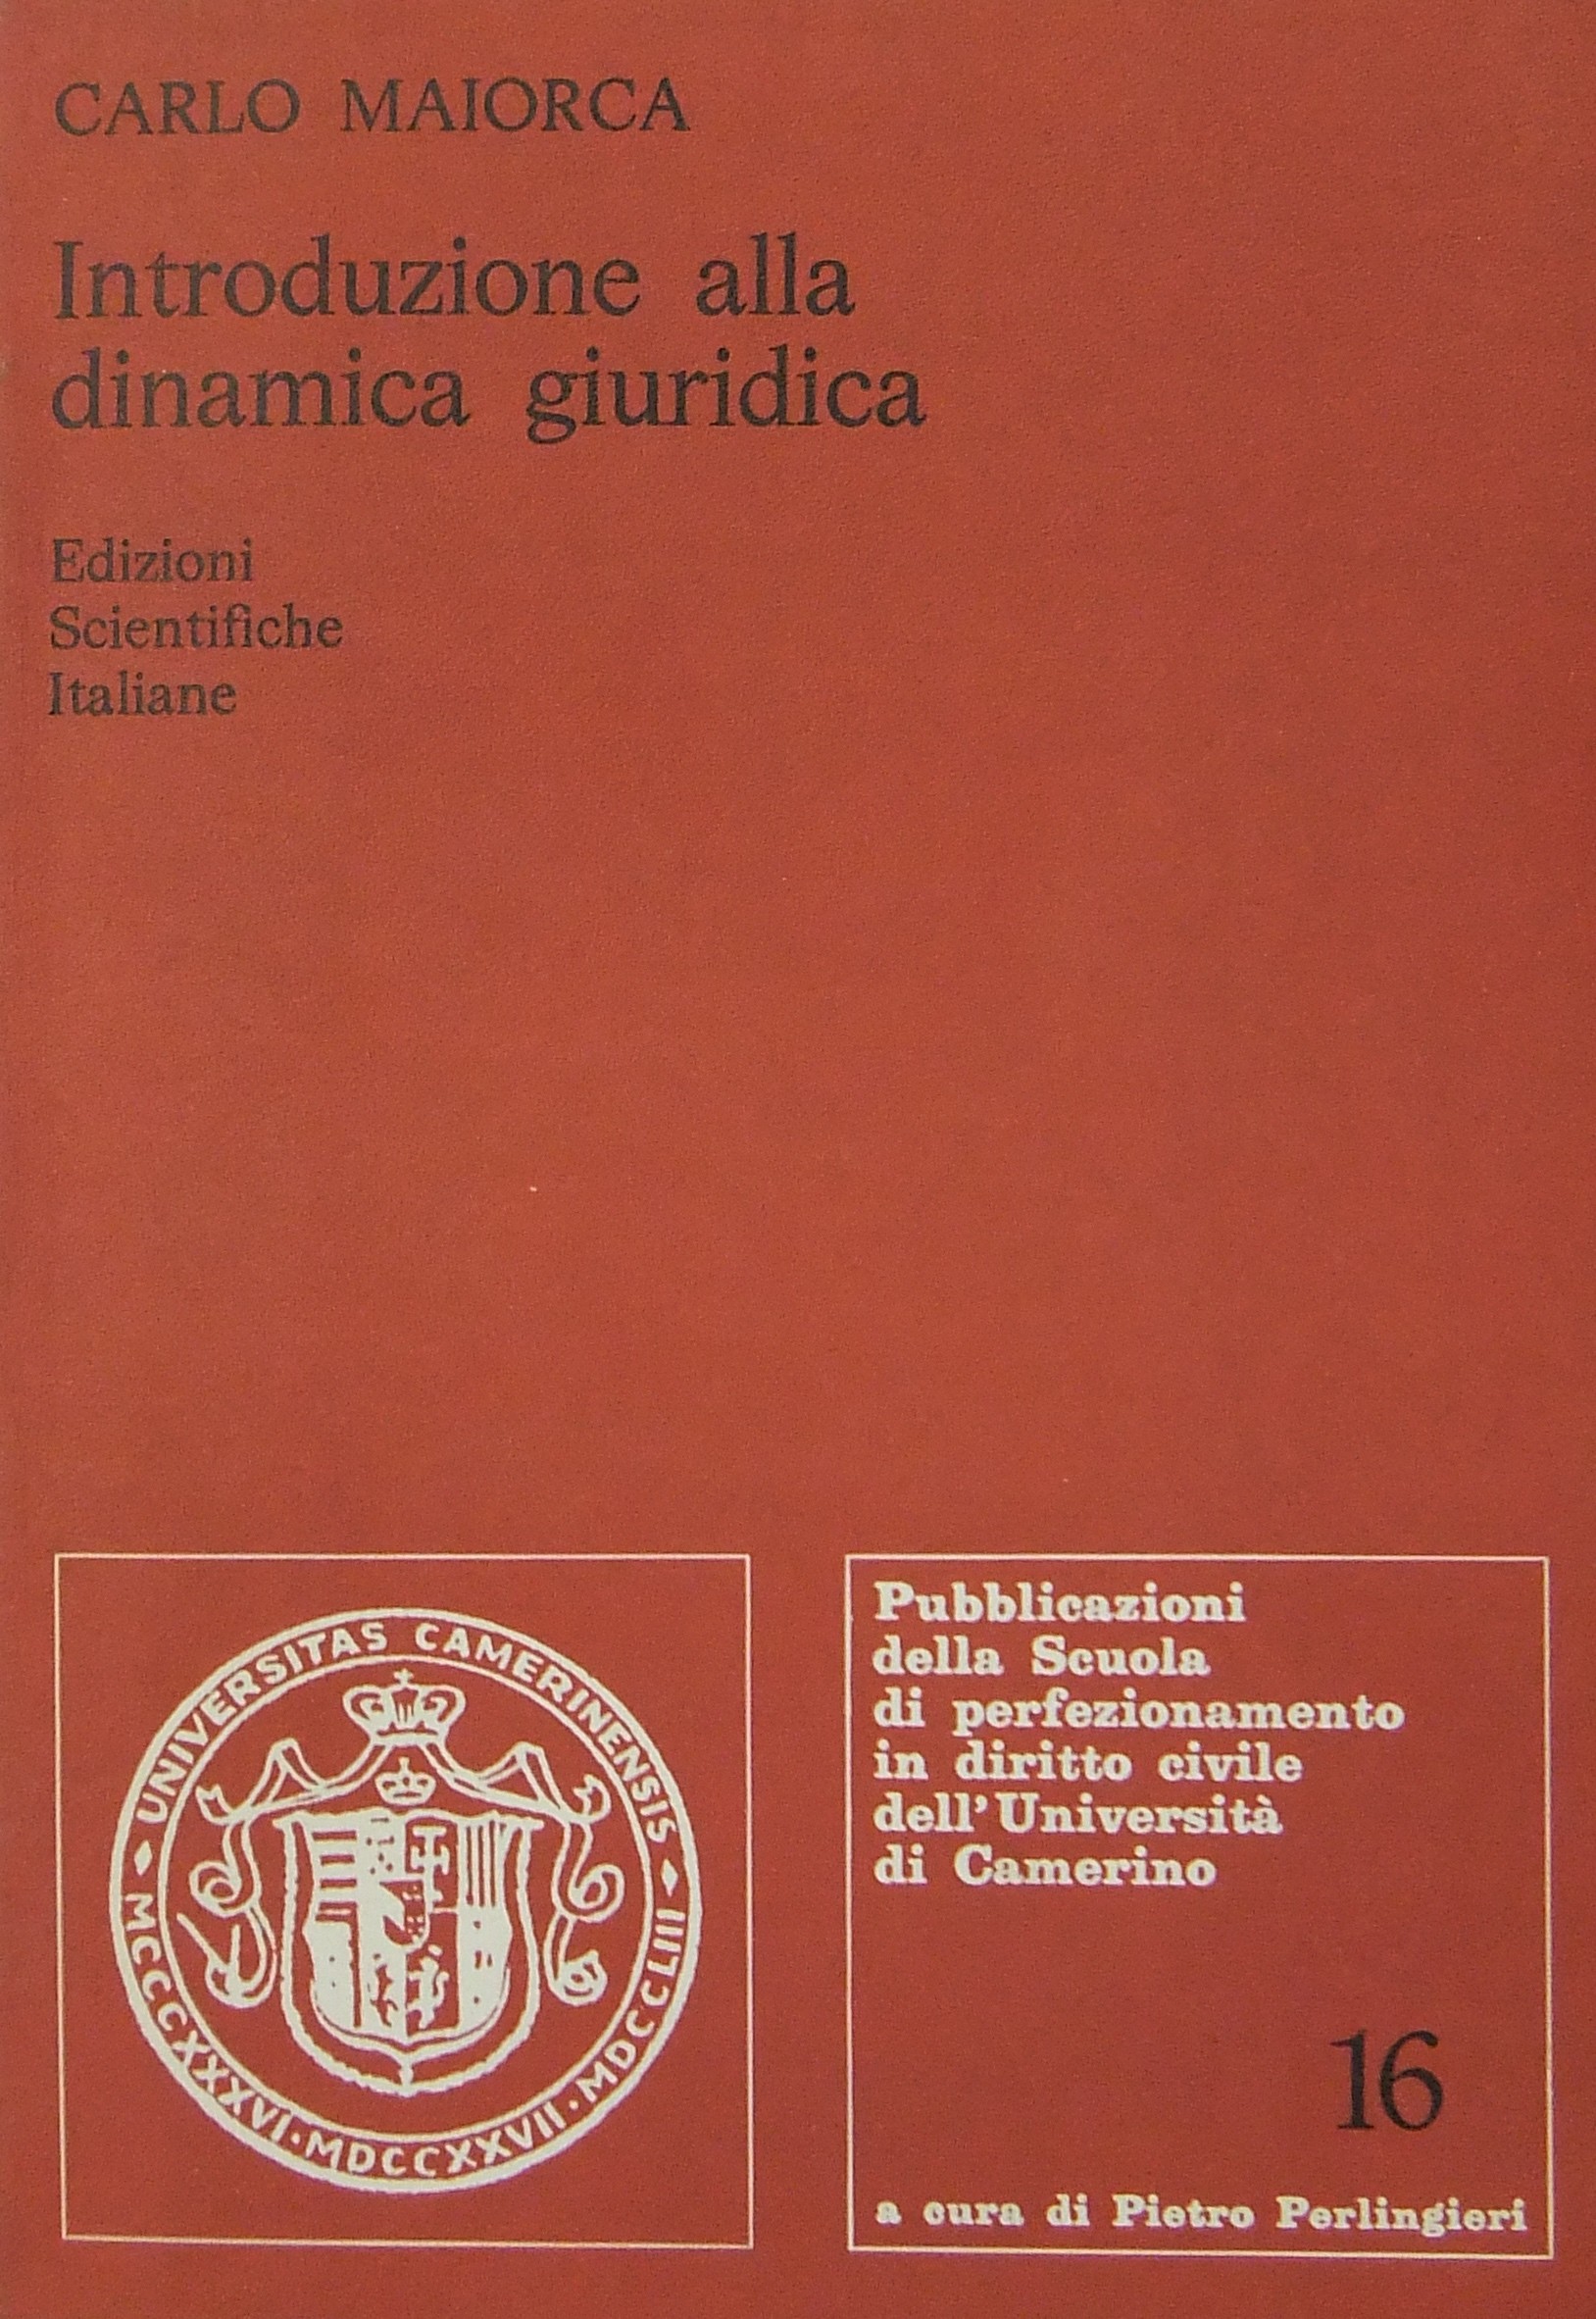 CARLO MAIORCA
Introduzione alla
dinamica giuridica
Edizioni
Scientifiche
Italiane
UNIVERSITAS CAMERINENSIS
MCCCXXXVI · MDCCXXVII · MDCCLIII
Pubblicazioni
della Scuola
di perfezionamento
in diritto civile
dell'Università
di Camerino
16
a cura di Pietro Perlingieri